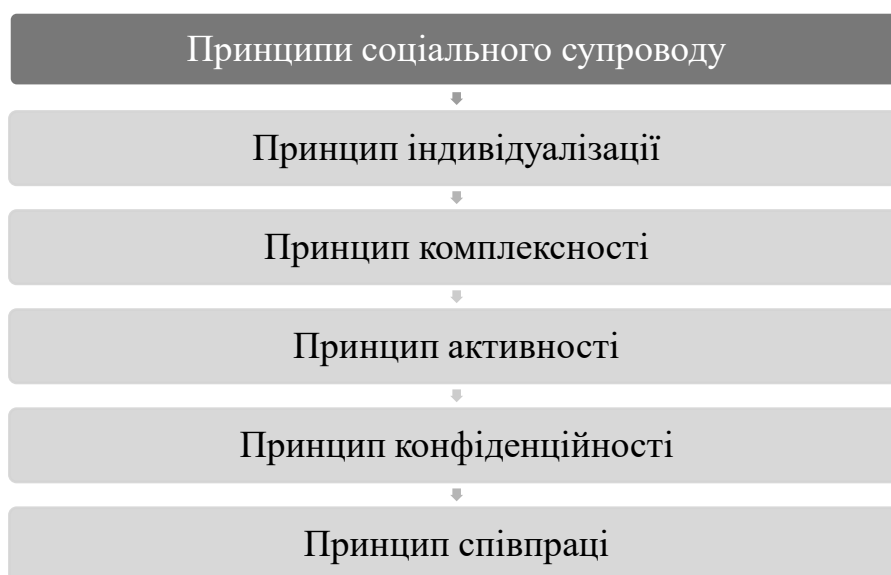 Принципи соціального супроводу
Принцип індивідуалізації
Принцип комплексності
Принцип активності
Принцип конфіденційності
Принцип співпраці